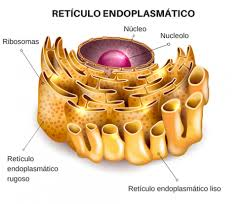 RETÍCULO ENDOPLASMÁTICO
Núcleo
Ribosomas
Nucleolo
Retículo
endoplasmático
rugoso
Retículo endoplasmático liso